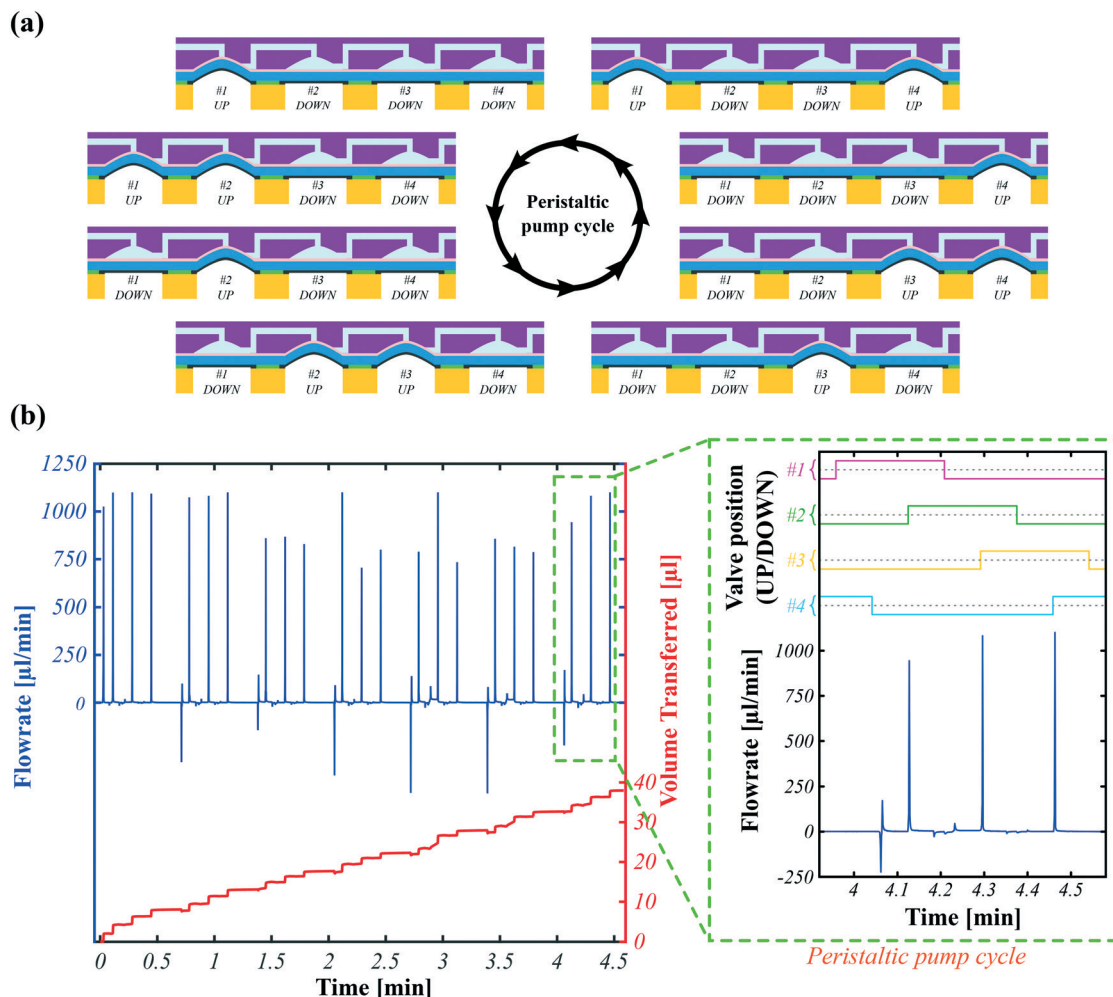 (a)
#1 #2 #3 #4
UP DOWN DOWN DOWN
#1 #2 #3 #4
UP DOWN DOWN UP
#1 #2 #3 #4
UP UP DOWN DOWN
Peristaltic
pump cycle
#1 #2 #3 #4
DOWN DOWN DOWN UP
#1 #2 #3 #4
DOWN UP DOWN DOWN
#1 #2 #3 #4
DOWN DOWN UP UP
#1 #2 #3 #4
DOWN UP UP DOWN
#1 #2 #3 #4
DOWN DOWN UP DOWN
(b)
Flowrate [µl/min]
1250
1000
750
500
250
0
Volume Transferred [µl]
40
30
20
10
0
0 0.5 1 1.5 2 2.5 3 3.5 4 4.5
Time [min]
Valve position
(UP/DOWN)
#1{
#2{
#3{
#4{
Flowrate [µl/min]
1000
750
500
250
0
-250
4 4.1 4.2 4.3 4.4 4.5
Time [min]
Peristaltic pump cycle